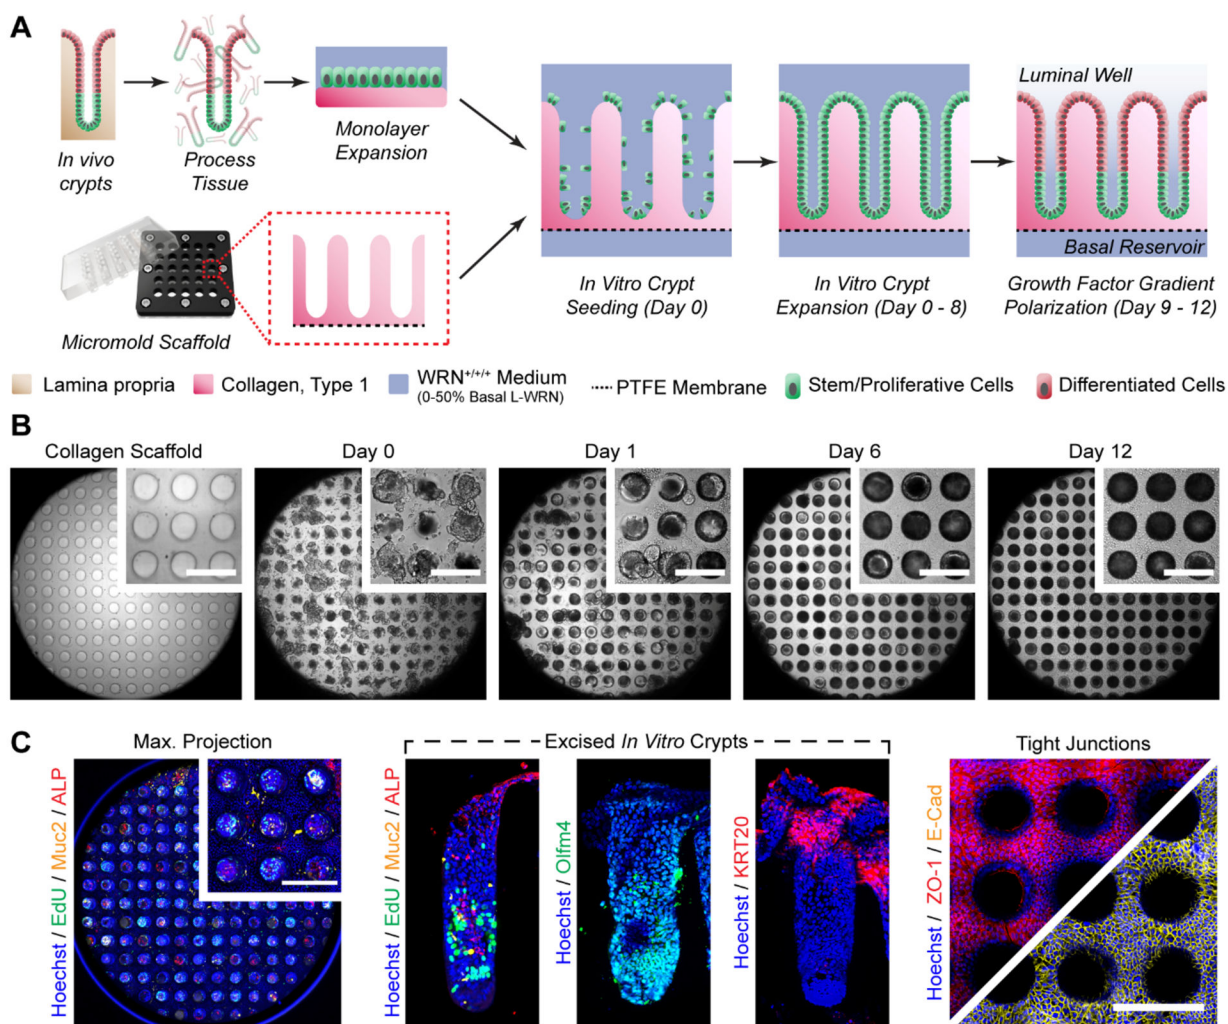 A
In vivo
crypts
Process
Tissue
Monolayer
Expansion
Micromold Scaffold
In Vitro Crypt
Seeding (Day 0)
In Vitro Crypt
Expansion (Day 0 - 8)
Luminal Well
Basal Reservoir
Growth Factor Gradient
Polarization (Day 9 - 12)
Lamina propria
Collagen, Type 1
WRN+/+/+ Medium
(0-50% Basal L-WRN)
PTFE Membrane
Stem/Proliferative Cells
Differentiated Cells
B
Collagen Scaffold
Day 0
Day 1
Day 6
Day 12
C
Max. Projection
Hoechst / EdU / Muc2 / ALP
Excised In Vitro Crypts
Hoechst / EdU / Muc2 / ALP
Hoechst / Olfm4
Hoechst / KRT20
Tight Junctions
Hoechst / ZO-1 / E-Cad